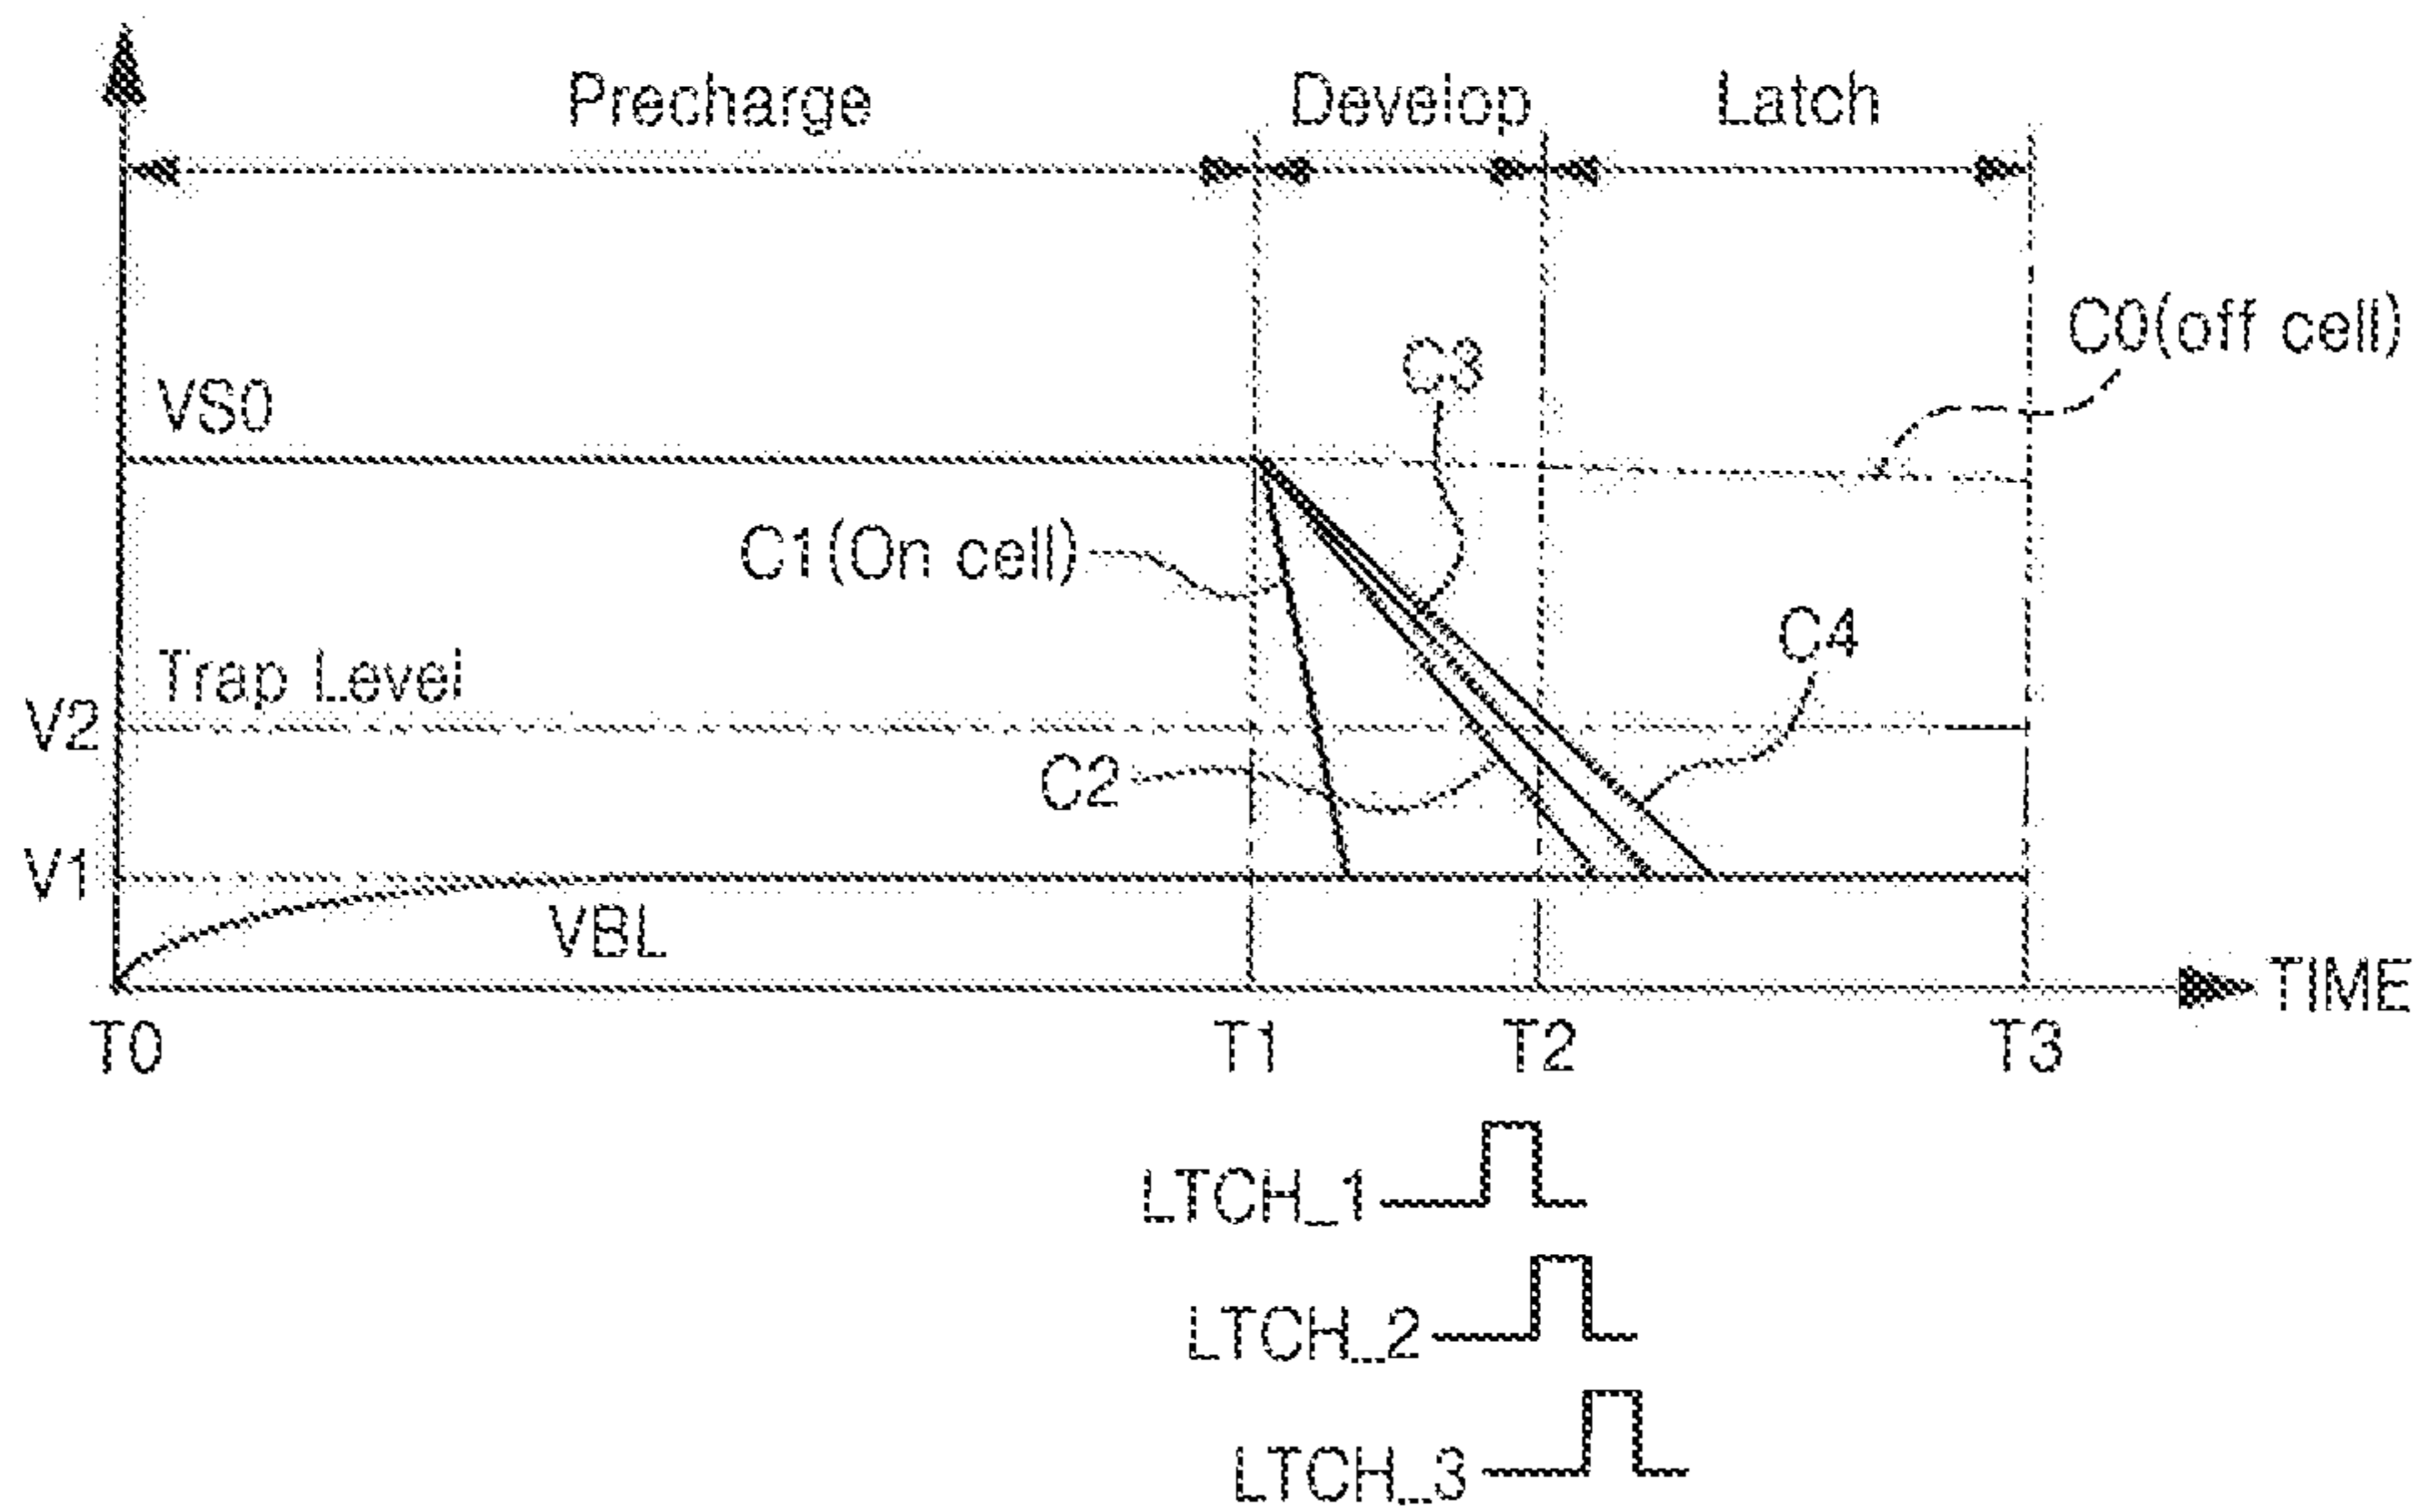 Precharge Develop Latch
C0(off cell)
C3
VS0
C1(On cell)
C4
Trap Level
V2
C2
V1
VBL
TIME
T0 T1 T2 T3
LTCH_1
LTCH_2
LTCH_3